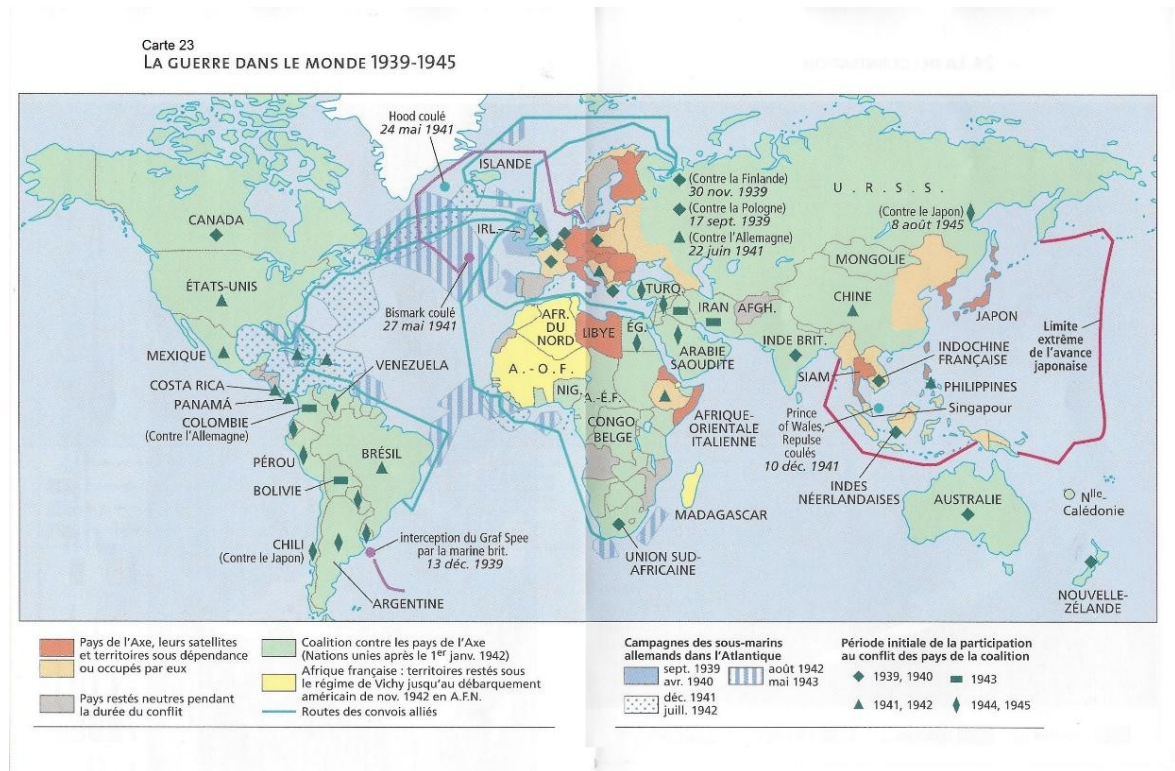 Carte 23
LA GUERRE DANS LE MONDE 1939-1945
Hood coulé
24 mai 1941
ISLANDE
CANADA
IRL.
(Contre la Finlande)
30 nov. 1939
(Contre la Pologne)
17 sept. 1939
(Contre l'Allemagne)
22 juin 1941
U. R. S. S.
(Contre le Japon)
8 août 1945
MONGOLIE
ÉTATS-UNIS
Bismark coulé
27 mai 1941
TURQ.
IRAN
AFGH.
CHINE
JAPON
Limite
extrême
de l'avance
japonaise
AFR.
DU
NORD
LIBYE
ÉG.
ARABIE
SAOUDITE
INDE BRIT.
INDOCHINE
FRANÇAISE
MEXIQUE
VENEZUELA
A.-O.F.
NIG.
A.-É.F.
SIAM
PHILIPPINES
COSTA RICA
PANAMÁ
COLOMBIE
(Contre l'Allemagne)
CONGO
BELGE
AFRIQUE-
ORIENTALE
ITALIENNE
Prince
of Wales,
Repulse
coulés
10 déc. 1941
Singapour
PÉROU
BRÉSIL
BOLIVIE
INDES
NÉERLANDAISES
MADAGASCAR
AUSTRALIE
Nlle-
Calédonie
CHILI
(Contre le Japon)
interception du Graf Spee
par la marine brit.
13 déc. 1939
UNION SUD-
AFRICAINE
ARGENTINE
NOUVELLE-
ZÉLANDE
Pays de l'Axe, leurs satellites
et territoires sous dépendance
ou occupés par eux
Pays restés neutres pendant
la durée du conflit
Coalition contre les pays de l'Axe
(Nations unies après le 1er janv. 1942)
Afrique française : territoires restés sous
le régime de Vichy jusqu'au débarquement
américain de nov. 1942 en A.F.N.
Routes des convois alliés
Campagnes des sous-marins
allemands dans l'Atlantique
sept. 1939
avr. 1940
août 1942
mai 1943
déc. 1941
juill. 1942
Période initiale de la participation
au conflit des pays de la coalition
1939, 1940
1943
1941, 1942
1944, 1945